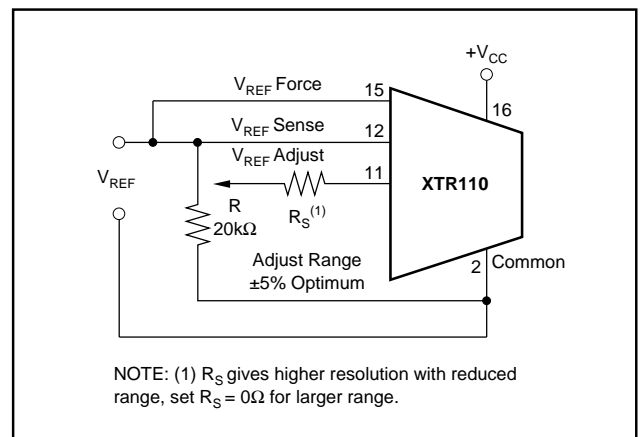 +V_CC
V_REF Force
15
16
V_REF Sense
12
V_REF Adjust
11
V_REF
XTR110
R
20kΩ
R_S(1)
Adjust Range
±5% Optimum
2
Common
NOTE: (1) R_S gives higher resolution with reduced
range, set R_S = 0Ω for larger range.